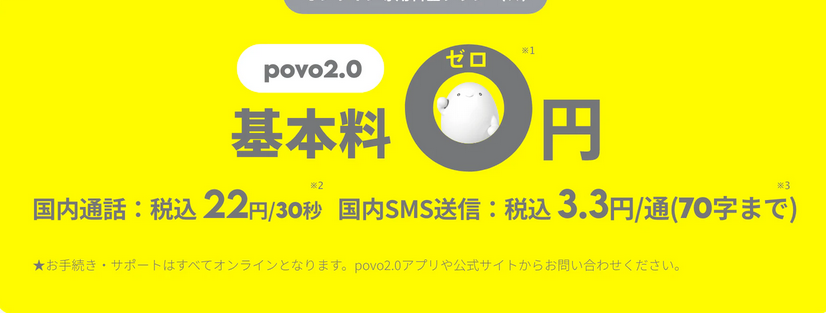 povo2.0
ゼロ ※1
基本料 0円
※2 ※3
国内通話：税込 22円/30秒 国内SMS送信：税込 3.3円/通(70字まで)
★お手続き・サポートはすべてオンラインとなります。povo2.0アプリや公式サイトからお問い合わせください。